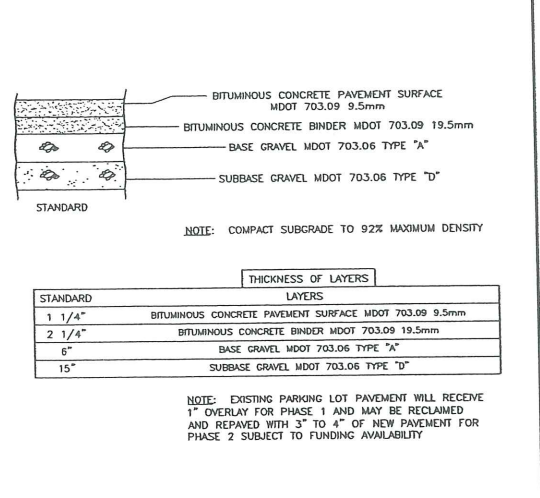 BITUMINOUS CONCRETE PAVEMENT SURFACE
MDOT 703.09 9.5mm
BITUMINOUS CONCRETE BINDER MDOT 703.09 19.5mm
BASE GRAVEL MDOT 703.06 TYPE "A"
SUBBASE GRAVEL MDOT 703.06 TYPE "D"
STANDARD
NOTE: COMPACT SUBGRADE TO 92% MAXIMUM DENSITY
THICKNESS OF LAYERS
STANDARD LAYERS
1 1/4" BITUMINOUS CONCRETE PAVEMENT SURFACE MDOT 703.09 9.5mm
2 1/4" BITUMINOUS CONCRETE BINDER MDOT 703.09 19.5mm
6" BASE GRAVEL MDOT 703.06 TYPE "A"
15" SUBBASE GRAVEL MDOT 703.06 TYPE "D"
NOTE: EXISTING PARKING LOT PAVEMENT WILL RECEIVE
1" OVERLAY FOR PHASE 1 AND MAY BE RECLAIMED
AND REPAVED WITH 3" TO 4" OF NEW PAVEMENT FOR
PHASE 2 SUBJECT TO FUNDING AVAILABILITY